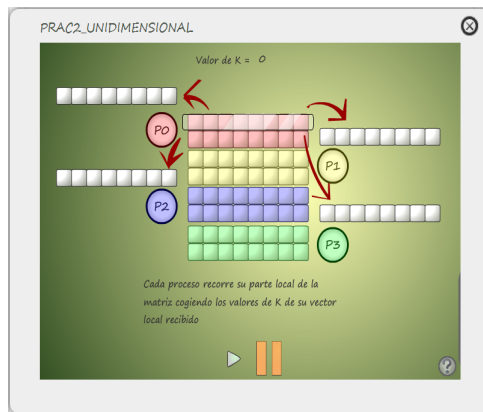 PRAC2_UNIDIMENSIONAL
Valor de K = 0
P0
P1
P2
P3
Cada proceso recorre su parte local de la
matriz cogiendo los valores de K de su vector
local recibido
?